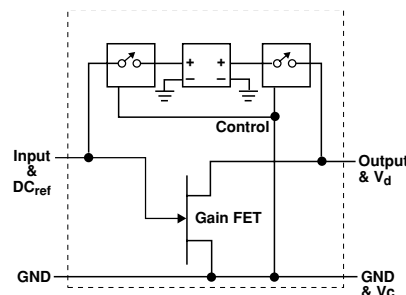 + +
− −
Control
Input
&
DCref
Output
& Vd
Gain FET
GND
GND
& Vc